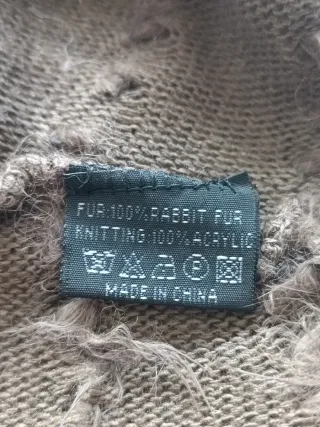 FUR:100%RABBIT FUR
KNITTING:100%ACRYLIC
P
MADE IN CHINA